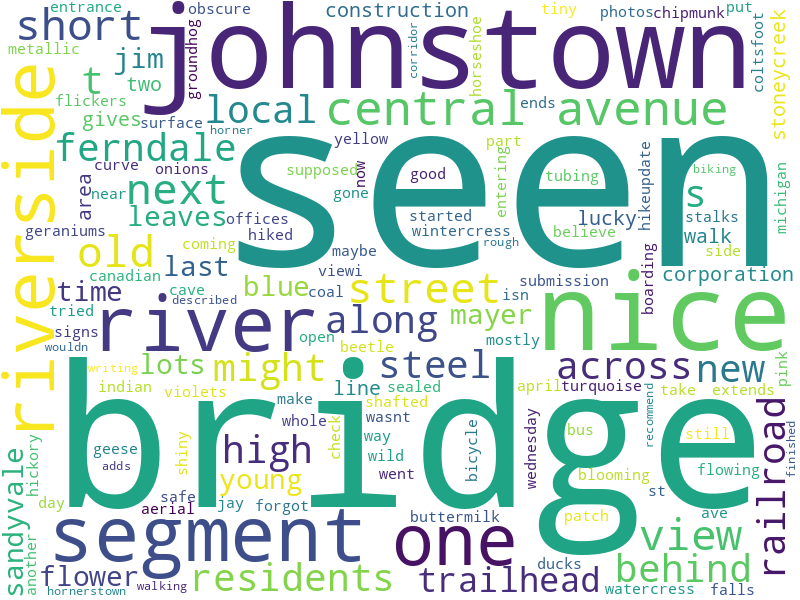 entrance
obscure
construction
tiny
photos
chipmunk
put
short
johnstown
corridor
horseshoe
coltsfoot
stoneycreek
metallic
jim
groundhog
t
two
local
central
avenue
flickers
gives
surface
horner
ends
ferndale
curve
onions
yellow
part
hikeupdate
area
near
next
supposed
now
good
entering
tubing
biking
s
michigan
leaves
offices
gone
seen
started
wintercress
believe
lucky
stalks
riverside
geraniums
hiked
maybe
rough
walk
side
old
coming
last
viewi
isn
submission
boarding
corporation
canadian
cave
described
blue
coal
street
time
tried
signs
wouldn
river
open
along
mayer
nice
beetle
mostly
writing
lots
might
steel
across
new
pink
indian
violets
line
sealed
april
turquoise
take
extends
make
shafted
recommend
hickory
sandyvale
geese
adds
shiny
bridge
whole
check
wasnt
way
wild
went
bicycle
wednesday
bus
still
railroad
finished
high
young
blooming
flowing
day
safe
aerial
jay
forgot
buttermilk
patch
st
ave
another
segment
one
view
flower
hornerstown
walking
residents
trailhead
ducks
behind
watercress
falls